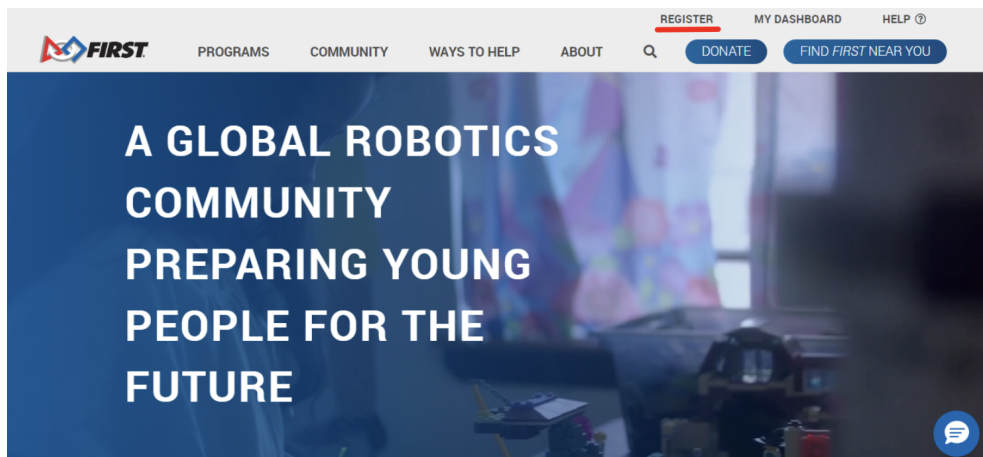 REGISTER MY DASHBOARD HELP
FIRST PROGRAMS COMMUNITY WAYS TO HELP ABOUT DONATE FIND FIRST NEAR YOU
A GLOBAL ROBOTICS
COMMUNITY
PREPARING YOUNG
PEOPLE FOR THE
FUTURE